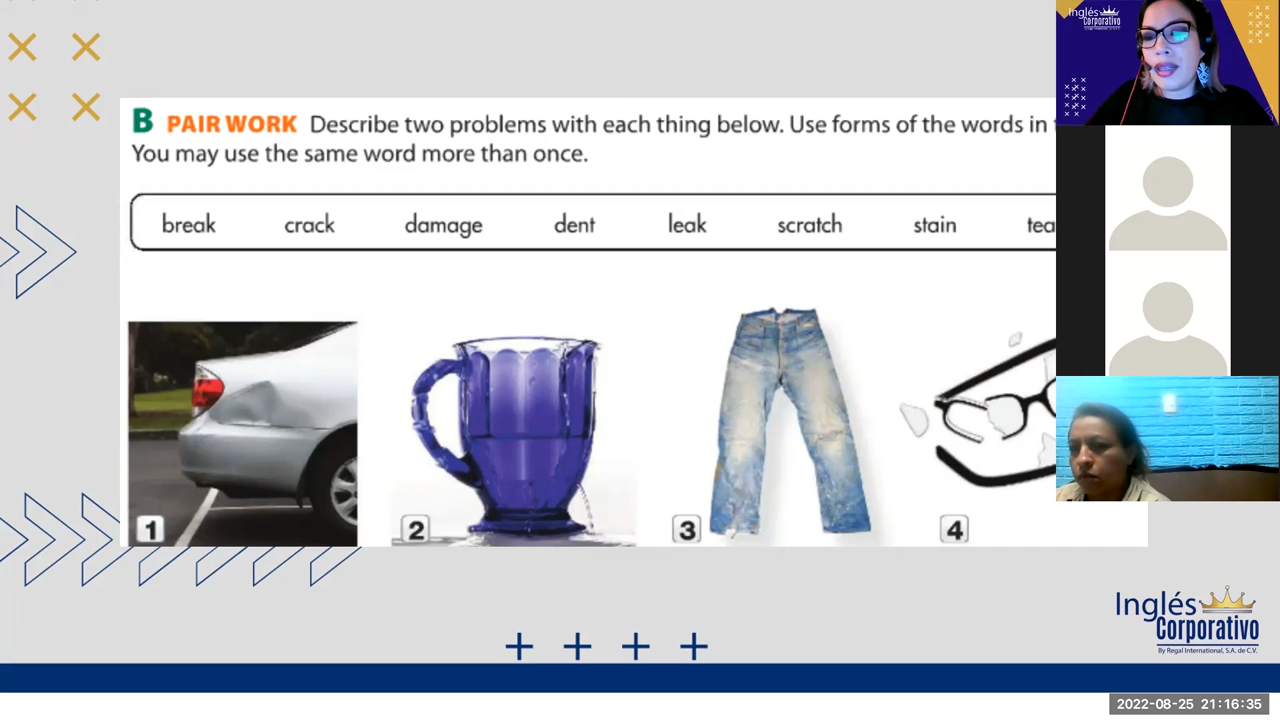 Inglés
Corporativo
B PAIR WORK Describe two problems with each thing below. Use forms of the words in
You may use the same word more than once.
break crack damage dent leak scratch stain
1
2
3
4
Inglés
Corporativo
By Regal International, S.A. de C.V.
2022-08-25 21:16:35